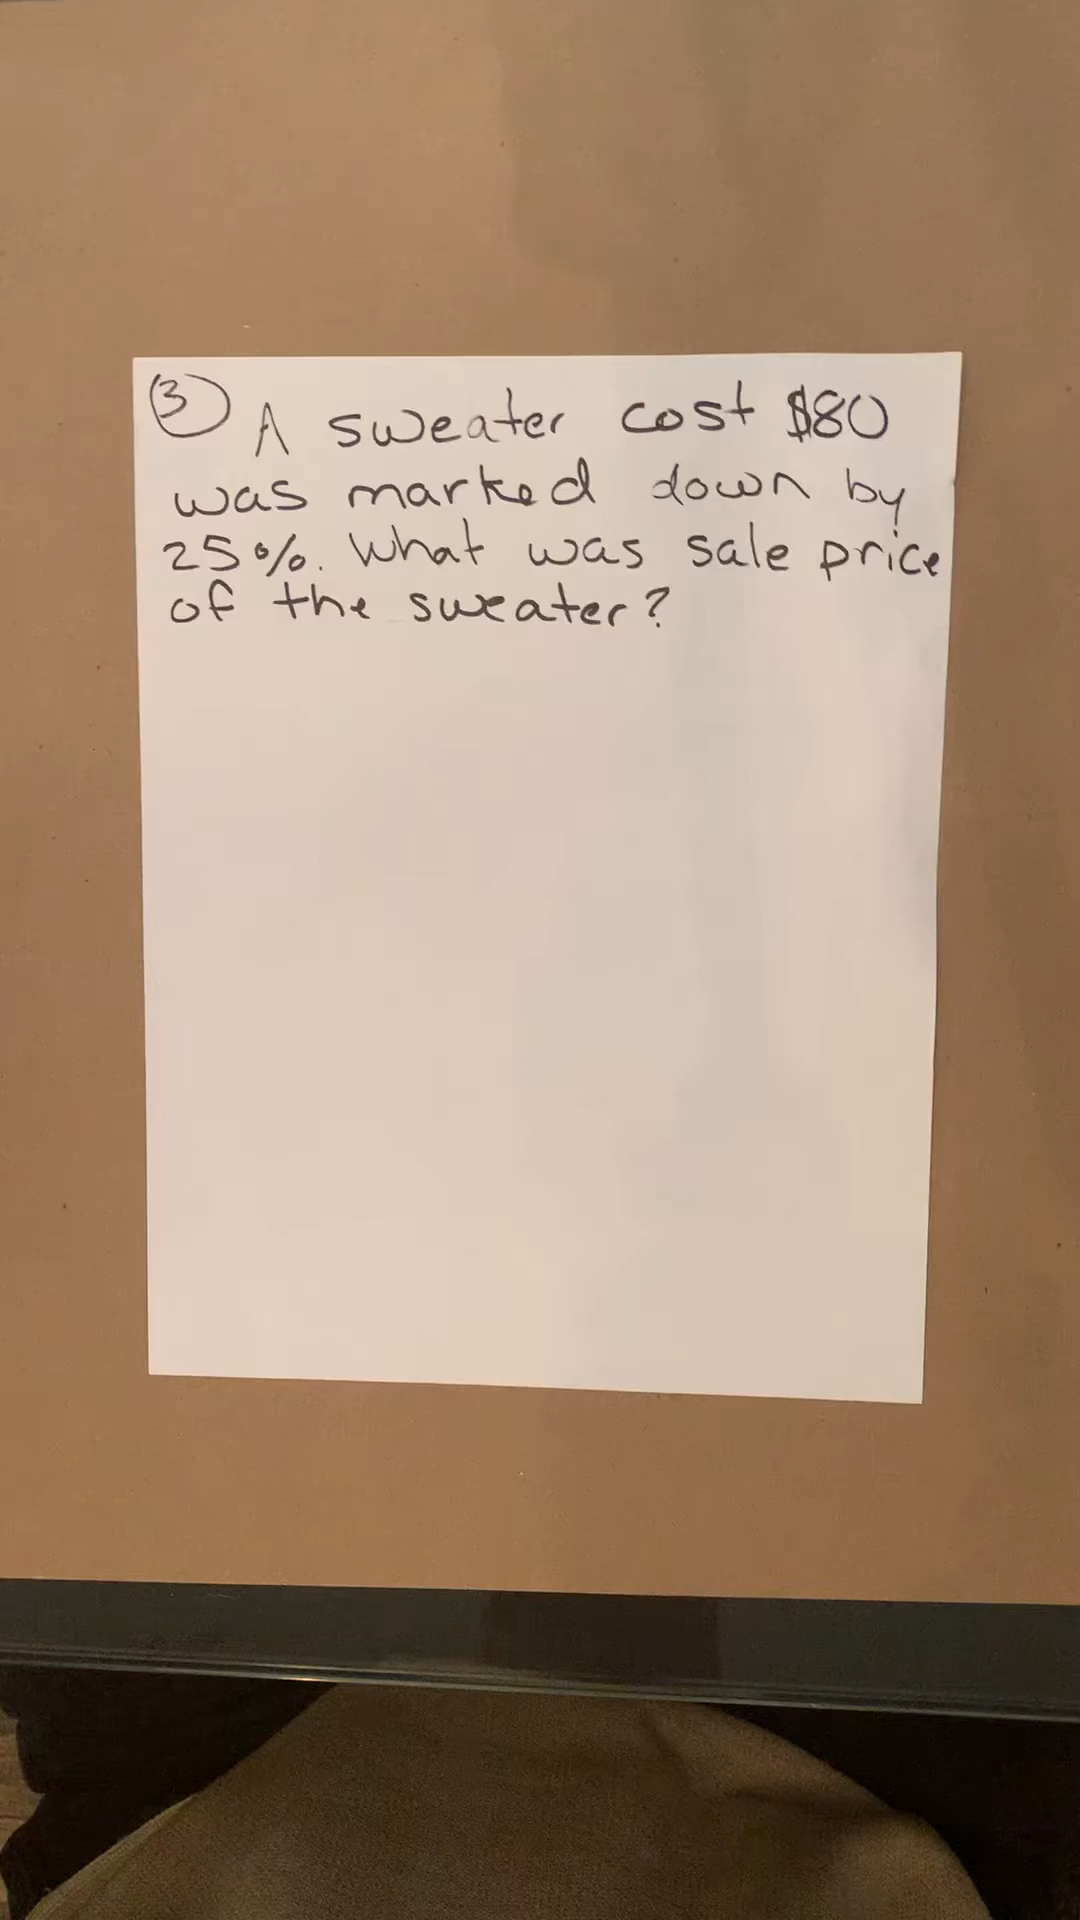 3 A sweater cost $80
was marked down by
25%. What was sale price
of the sweater?